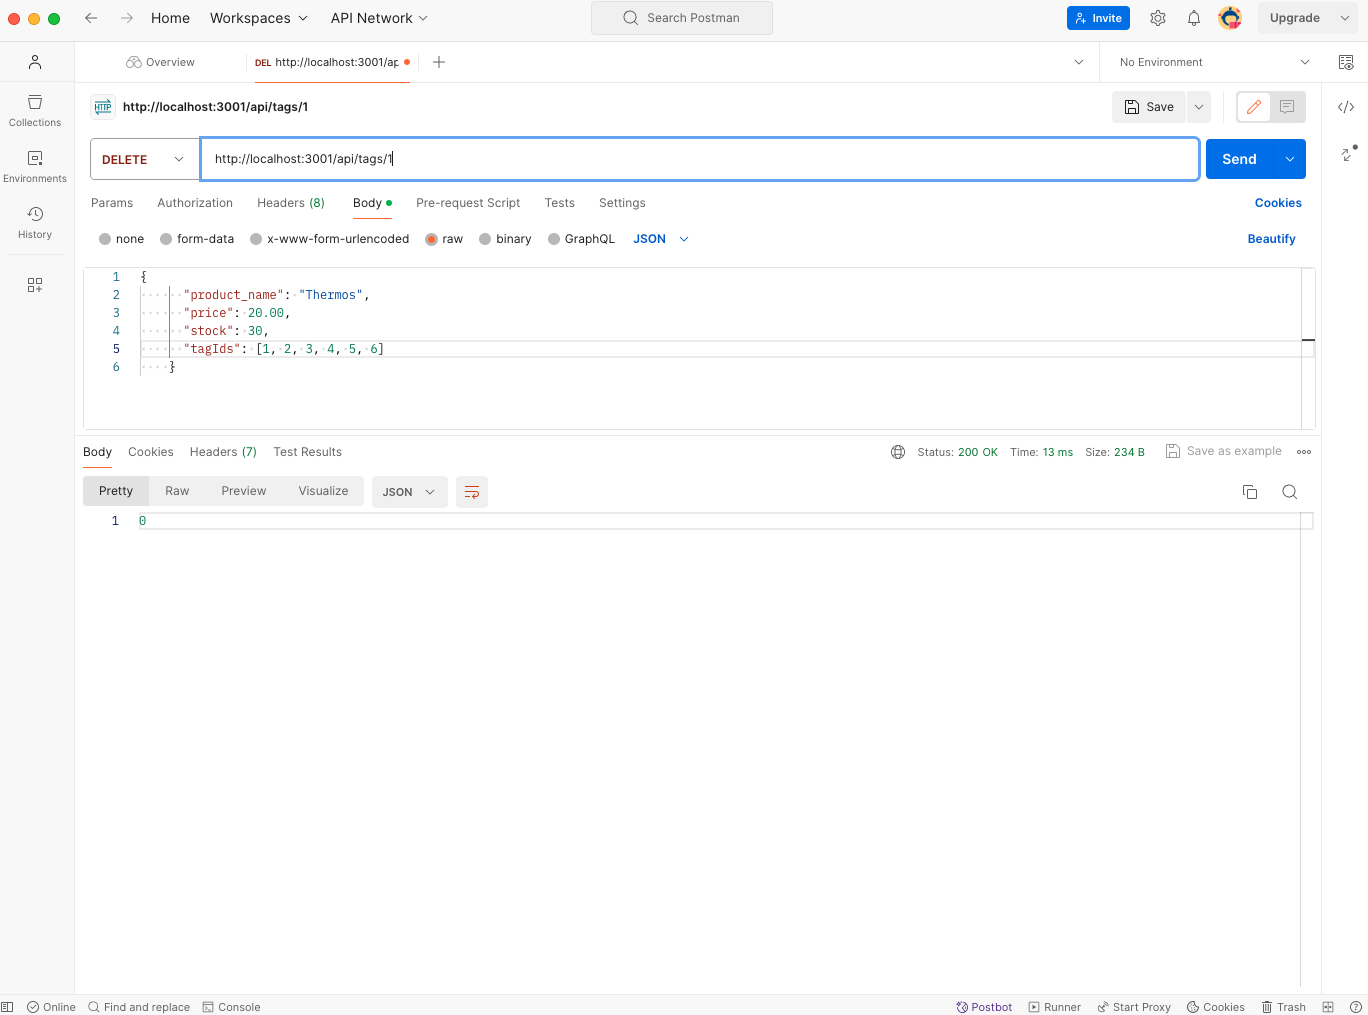 Home Workspaces API Network Search Postman Invite Upgrade
Overview DEL http://localhost:3001/ap No Environment
HTTP http://localhost:3001/api/tags/1 Save
Collections
Environments
History
DELETE http://localhost:3001/api/tags/1 Send
Params Authorization Headers (8) Body Pre-request Script Tests Settings Cookies
none form-data x-www-form-urlencoded raw binary GraphQL JSON Beautify
1 {
2 "product_name": "Thermos",
3 "price": 20.00,
4 "stock": 30,
5 "tagIds": [1, 2, 3, 4, 5, 6]
6 }
Body Cookies Headers (7) Test Results Status: 200 OK Time: 13 ms Size: 234 B Save as example
Pretty Raw Preview Visualize JSON
1 0
Online Find and replace Console Postbot Runner Start Proxy Cookies Trash